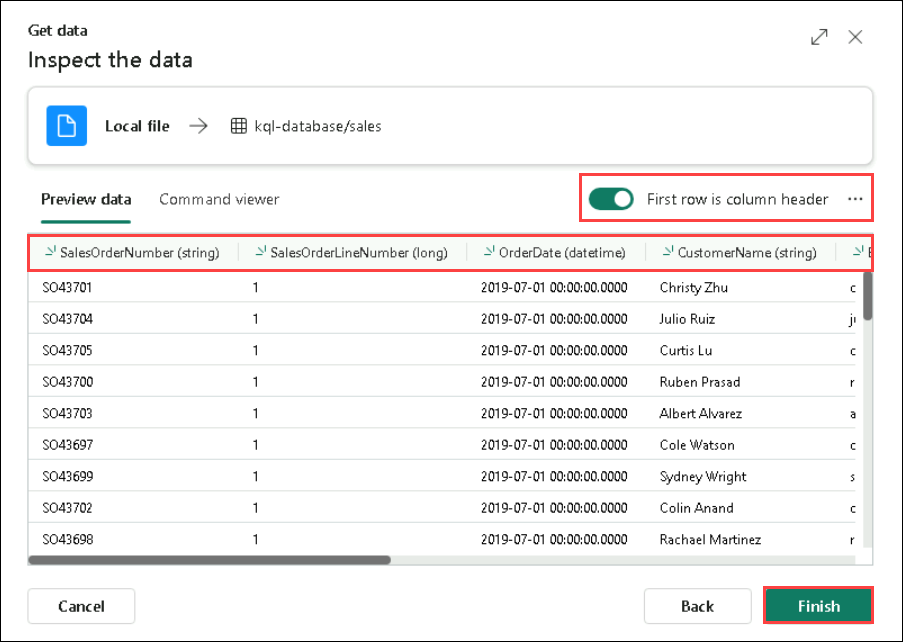 Get data
Inspect the data
Local file → kql-database/sales
Preview data Command viewer First row is column header ...
SalesOrderNumber (string) SalesOrderLineNumber (long) OrderDate (datetime) CustomerName (string)
SO43701 1 2019-07-01 00:00:00.0000 Christy Zhu c
SO43704 1 2019-07-01 00:00:00.0000 Julio Ruiz
SO43705 1 2019-07-01 00:00:00.0000 Curtis Lu c
SO43700 1 2019-07-01 00:00:00.0000 Ruben Prasad r
SO43703 1 2019-07-01 00:00:00.0000 Albert Alvarez a
SO43697 1 2019-07-01 00:00:00.0000 Cole Watson c
SO43699 1 2019-07-01 00:00:00.0000 Sydney Wright s
SO43702 1 2019-07-01 00:00:00.0000 Colin Anand c
SO43698 1 2019-07-01 00:00:00.0000 Rachael Martinez r
Cancel Back Finish